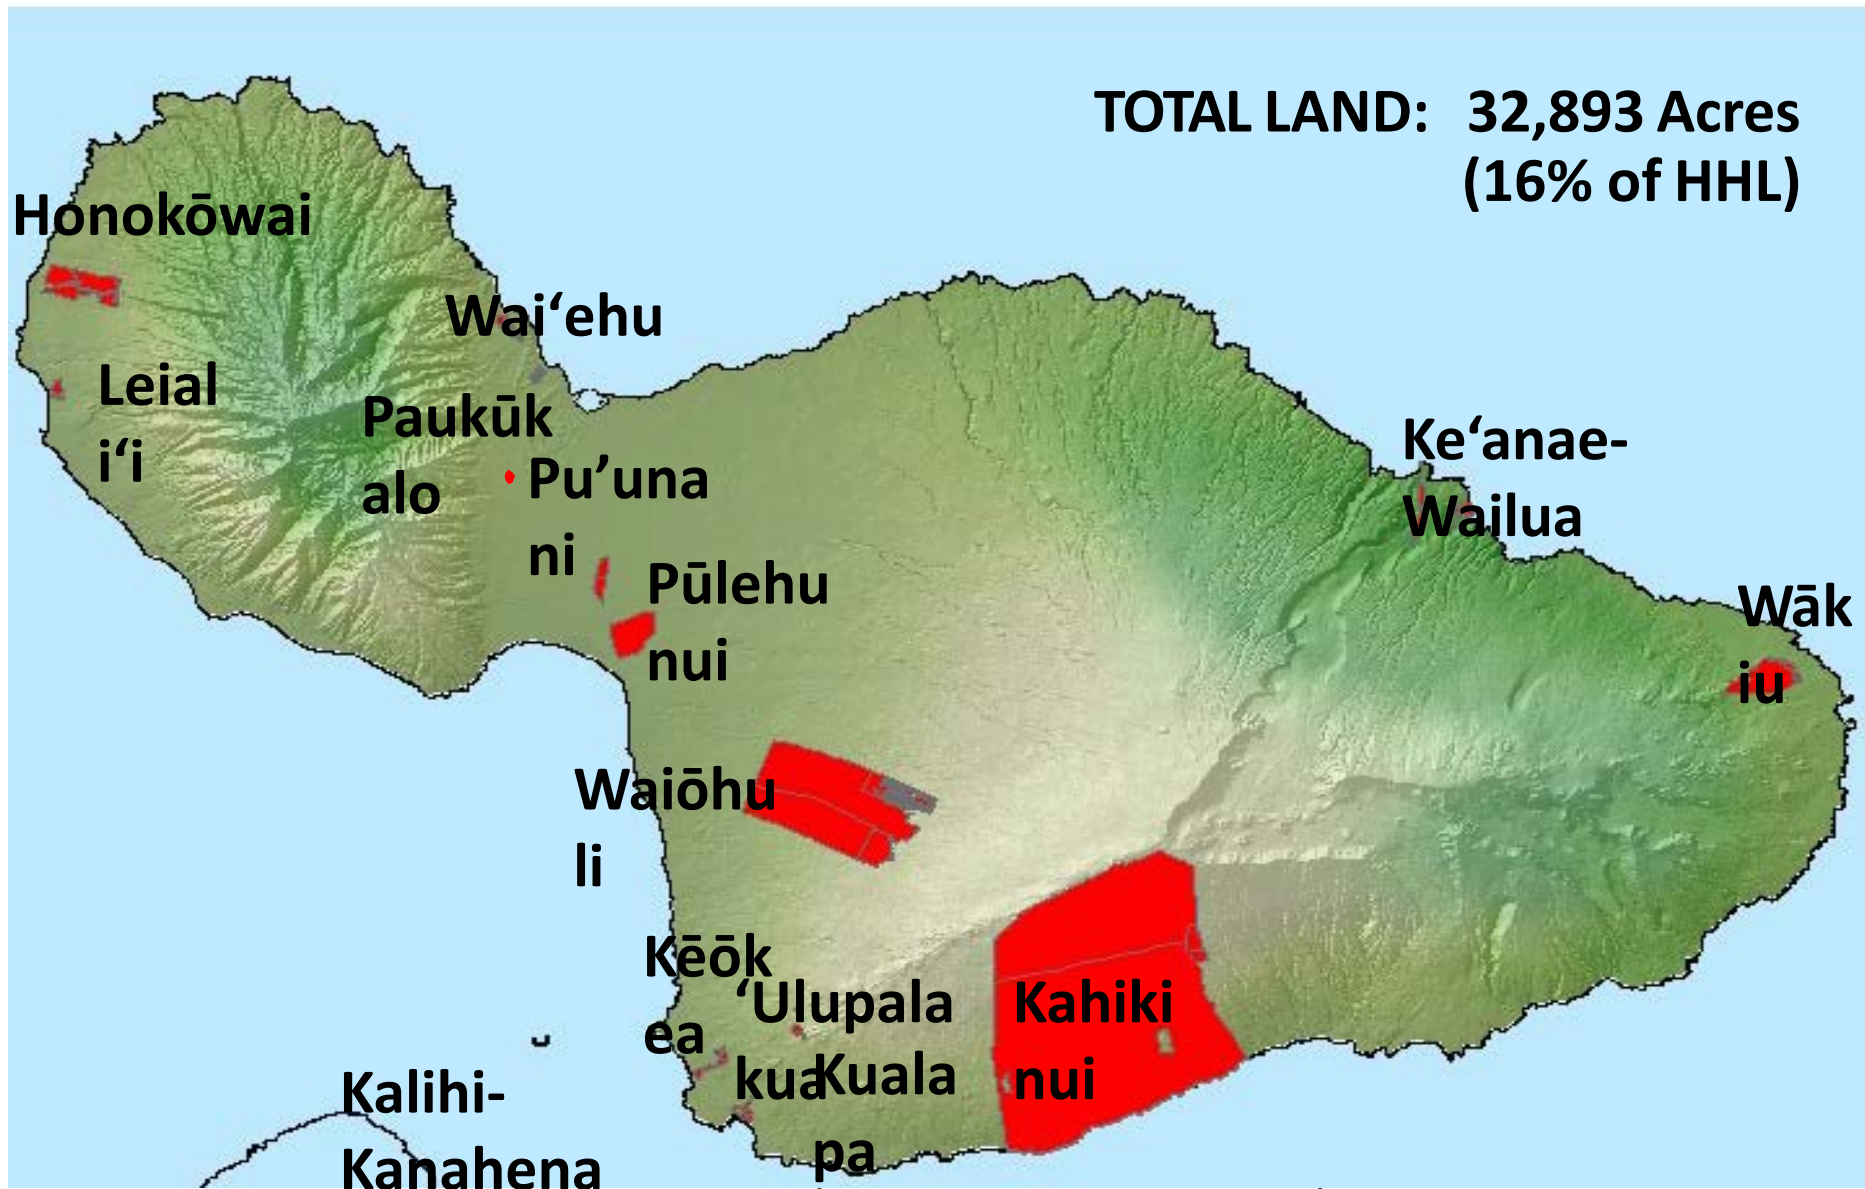 TOTAL LAND: 32,893 Acres
(16% of HHL)
Honokōwai
Wai‘ehu
Leial
i‘i
Paukūk
alo
Pu’una
ni
Ke‘anae-
Wailua
Pūlehu
nui
Wāk
iu
Waiōhu
li
Kēōk
ea
‘Ulupala
kua
Kahiki
nui
Kuala
pa
Kalihi-
Kanahena